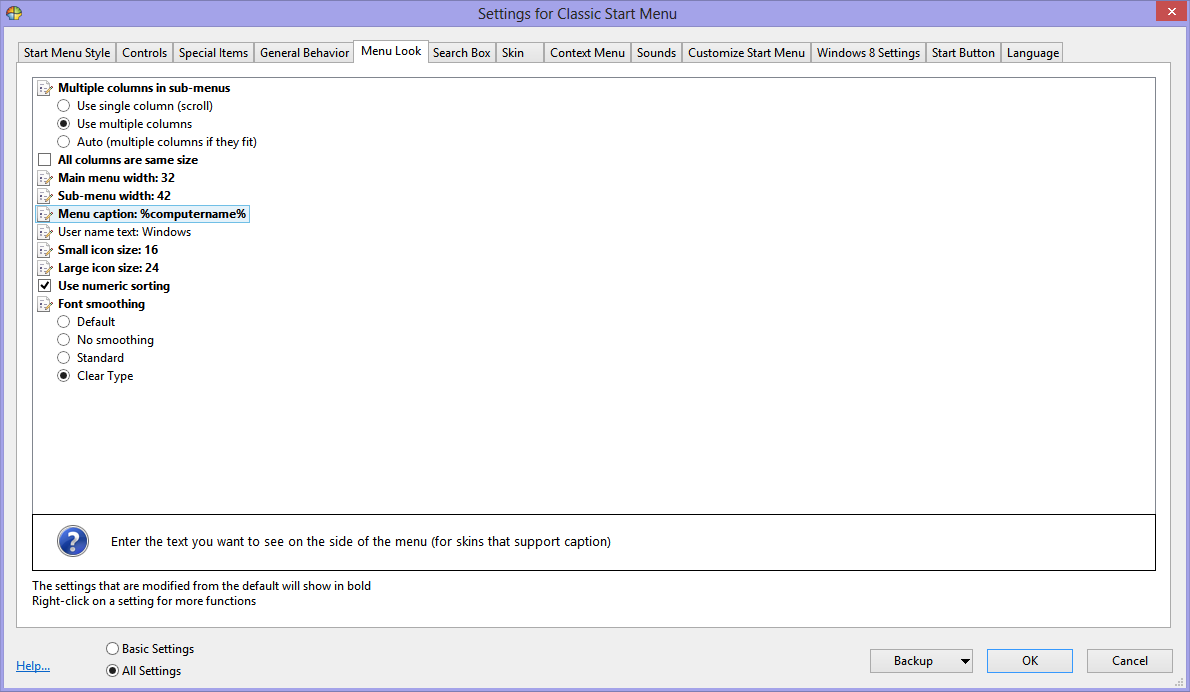 Settings for Classic Start Menu
Start Menu Style Controls Special Items General Behavior Menu Look Search Box Skin Context Menu Sounds Customize Start Menu Windows 8 Settings Start Button Language
Multiple columns in sub-menus
Use single column (scroll)
Use multiple columns
Auto (multiple columns if they fit)
All columns are same size
Main menu width: 32
Sub-menu width: 42
Menu caption: %computername%
User name text: Windows
Small icon size: 16
Large icon size: 24
Use numeric sorting
Font smoothing
Default
No smoothing
Standard
Clear Type
Enter the text you want to see on the side of the menu (for skins that support caption)
The settings that are modified from the default will show in bold
Right-click on a setting for more functions
Basic Settings
Help... All Settings
Backup OK Cancel